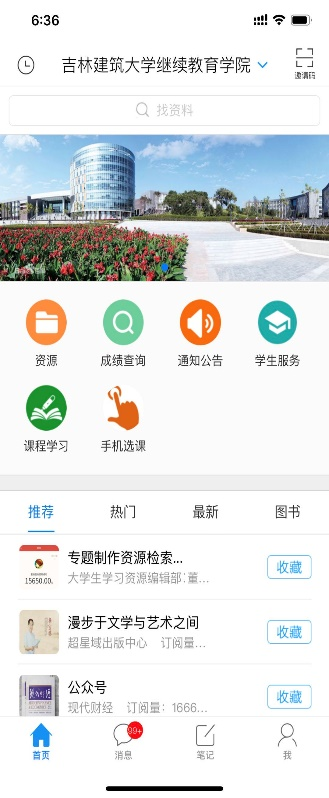 6:36
吉林建筑大学继续教育学院
邀请码
找资料
资源
成绩查询
通知公告
学生服务
课程学习
手机选课
推荐
热门
最新
图书
专题制作资源检索...
15650.00.
大学生学习资源编辑部;董...
收藏
漫步于文学与艺术之间
超星域出版中心 订阅量...
收藏
公众号
现代财经 订阅量：1666...
收藏
99+
首页
消息
笔记
我